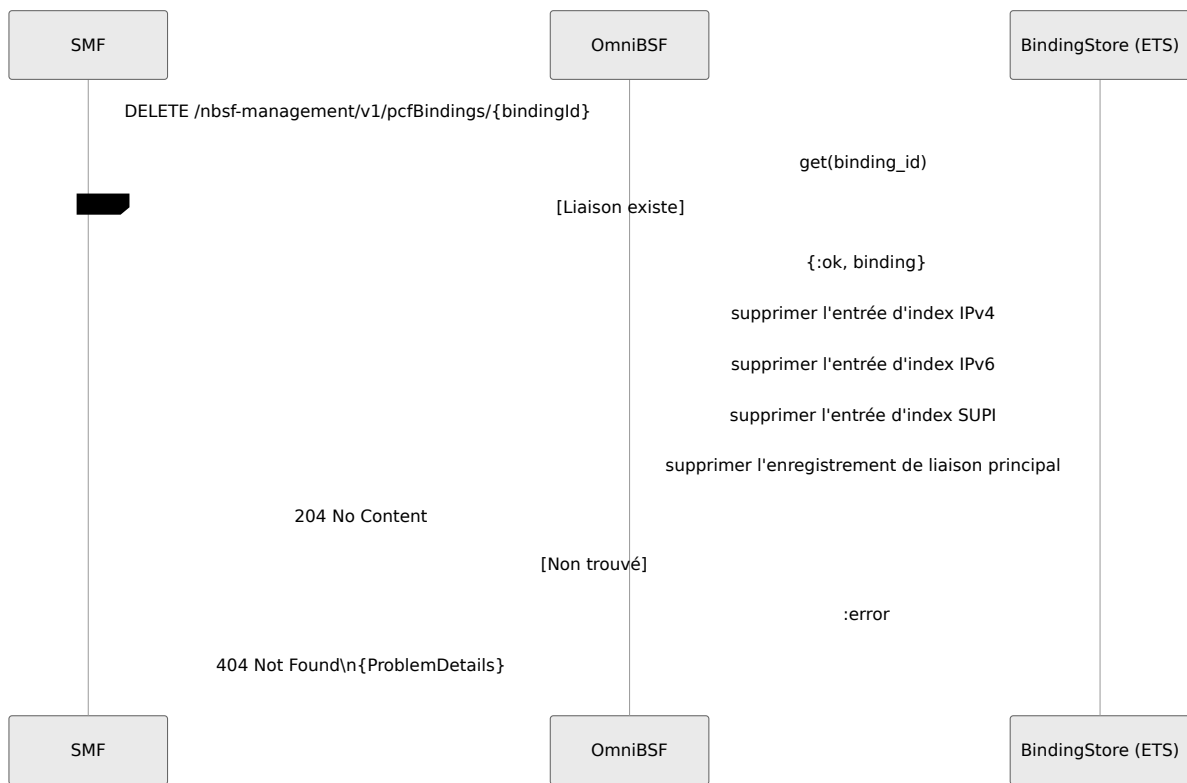 SMF
OmniBSF
BindingStore (ETS)
DELETE /nbsf-management/v1/pcfBindings/{bindingId}
get(binding_id)
[Liaison existe]
{:ok, binding}
supprimer l'entrée d'index IPv4
supprimer l'entrée d'index IPv6
supprimer l'entrée d'index SUPI
supprimer l'enregistrement de liaison principal
204 No Content
[Non trouvé]
:error
404 Not Found\n{ProblemDetails}
SMF
OmniBSF
BindingStore (ETS)